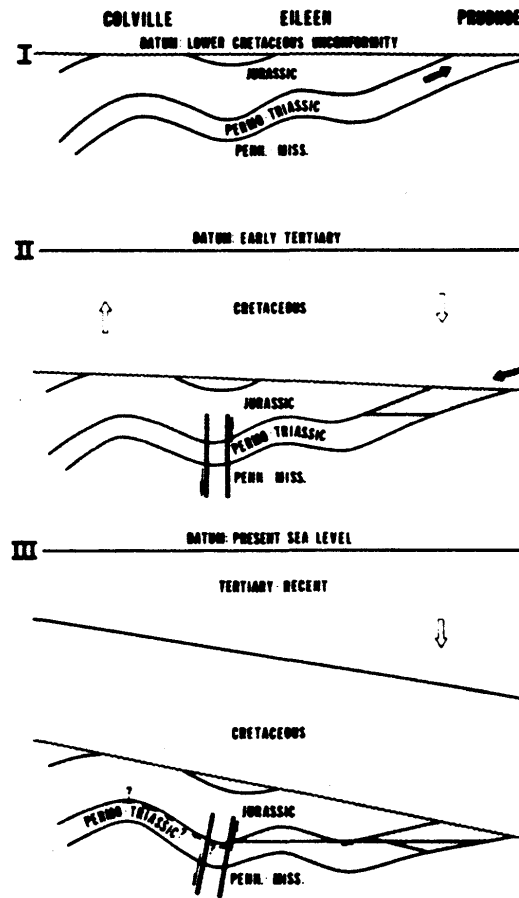 COLVILLE EILEEN PRUDHOE
DATUM: LOWER CRETACEOUS UNCONFORMITY
I
JURASSIC
PERMO-TRIASSIC
PENN. MISS.
DATUM: EARLY TERTIARY
II
CRETACEOUS
JURASSIC
PERMO-TRIASSIC
PENN MISS.
DATUM: PRESENT SEA LEVEL
III
TERTIARY-RECENT
CRETACEOUS
?
JURASSIC
PERMO-TRIASSIC ?
?
PENN. MISS.